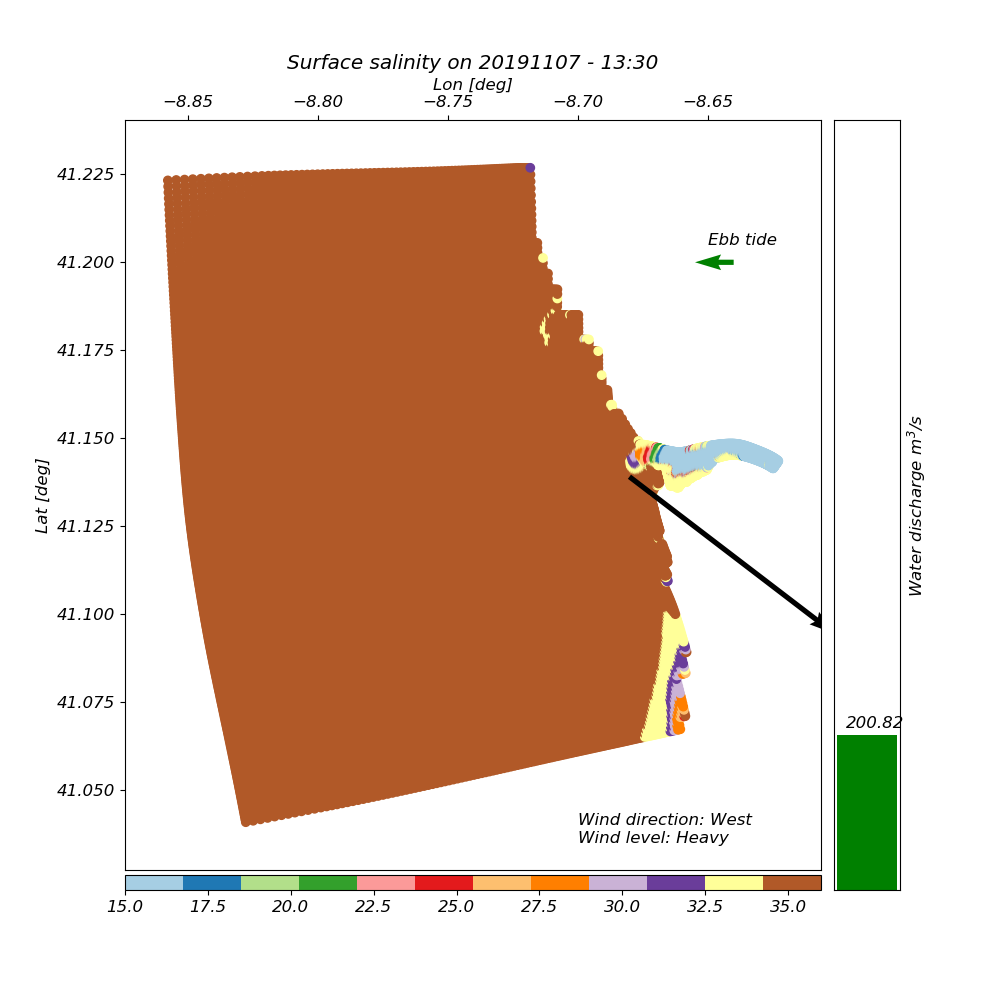 Surface salinity on 20191107 - 13:30
Lon [deg]
−8.85 −8.80 −8.75 −8.70 −8.65
41.225
41.200
41.175
41.150
41.125
41.100
41.075
41.050
Lat [deg]
Ebb tide
Water discharge m³/s
200.82
Wind direction: West
Wind level: Heavy
15.0 17.5 20.0 22.5 25.0 27.5 30.0 32.5 35.0